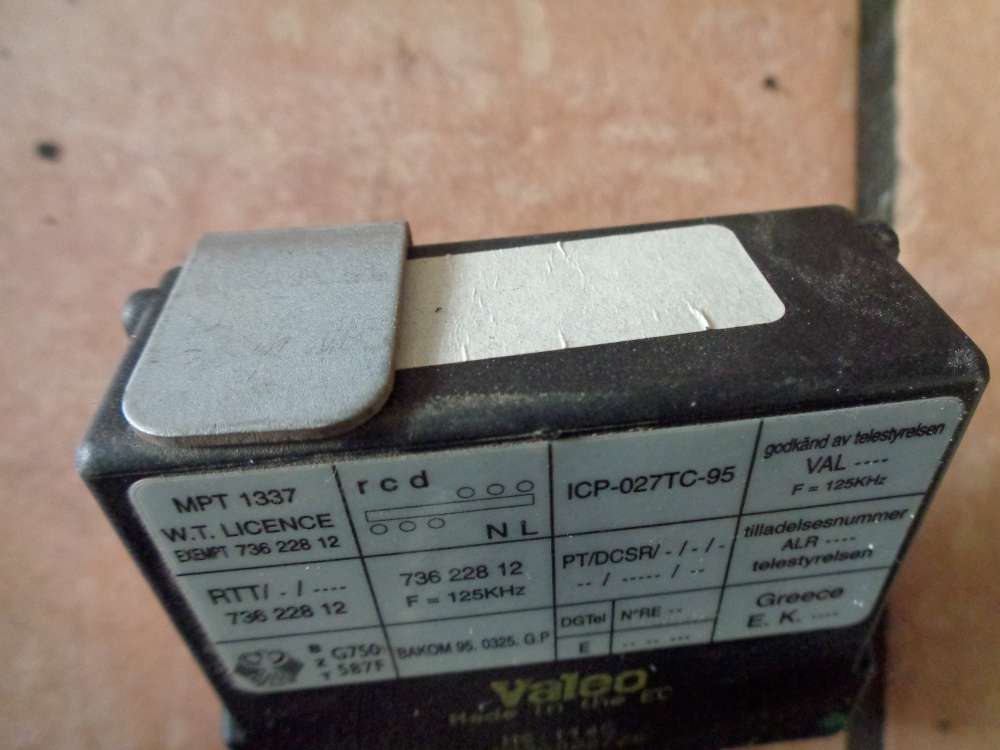 MPT 1337
W.T. LICENCE
EXEMPT 736 228 12
r c d
N L
ICP-027TC-95
godkänd av telestyrelsen
VAL ----
F = 125KHz
RTT/ - / ----
736 228 12
736 228 12
F = 125KHz
PT/DCSR/ - / - / -
-- / ----- / --
tilladelsesnummer
ALR ----
telestyrelsen
B
Z
T
G750
587F
BAKOM 95. 0325. G.P
DGTel
E
N°RE --
-- -- ---
Greece
E. K. ----
Valeo
Made in the EC